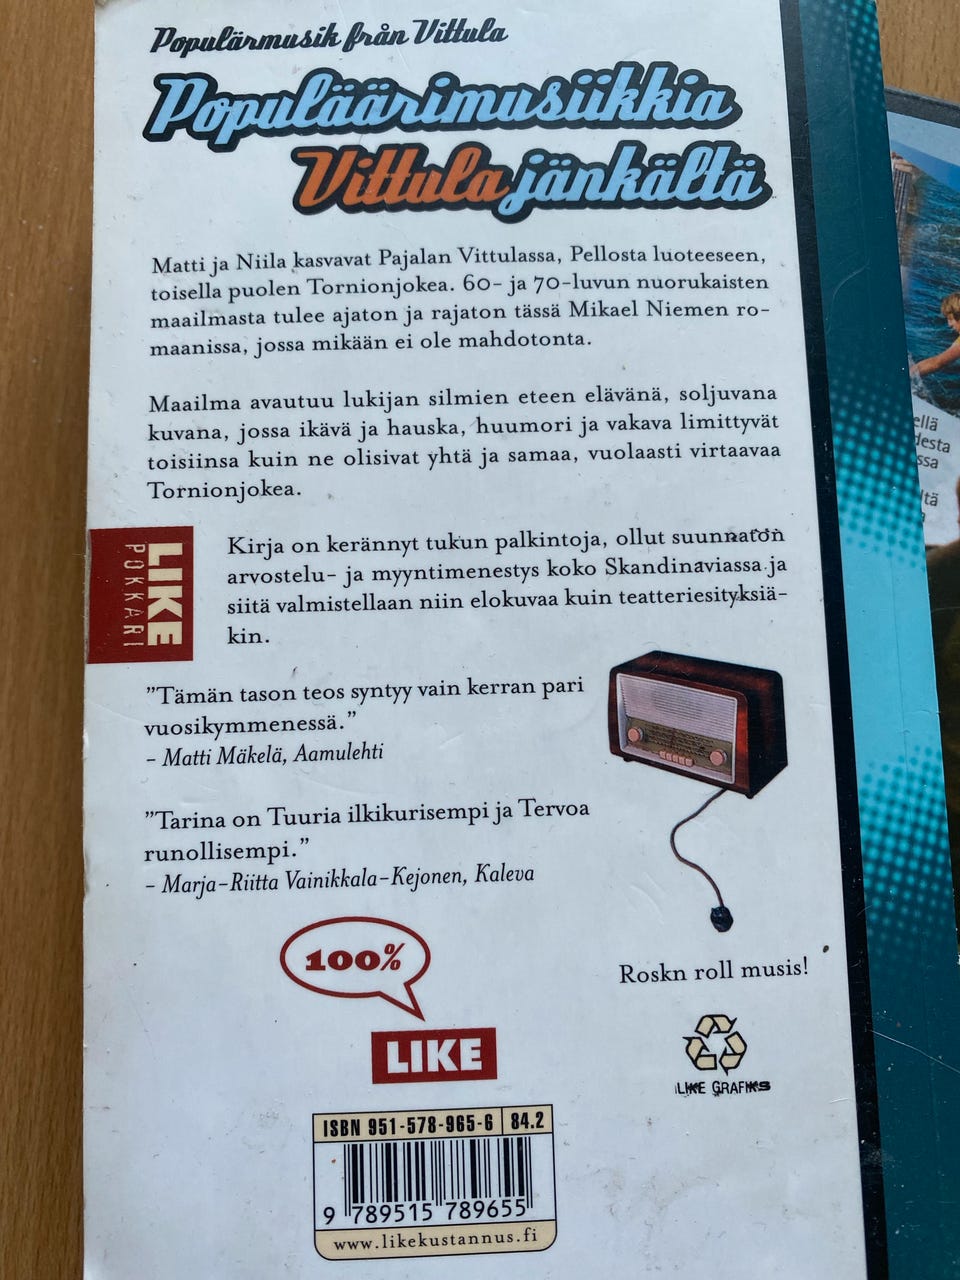 Populärmusik från Vittula
Populäärimusiikkia
Vittulajänkältä
Matti ja Niila kasvavat Pajalan Vittulassa, Pellosta luoteeseen,
toisella puolen Tornionjokea. 60- ja 70-luvun nuorukaisten
maailmasta tulee ajaton ja rajaton tässä Mikael Niemen ro-
maanissa, jossa mikään ei ole mahdotonta.
Maailma avautuu lukijan silmien eteen elävänä, soljuvana
kuvana, jossa ikävä ja hauska, huumori ja vakava limittyvät
toisiinsa kuin ne olisivat yhtä ja samaa, vuolaasti virtaavaa
Tornionjokea.
LIKE
POKKARI
Kirja on kerännyt tukun palkintoja, ollut suunnaton
arvostelu- ja myyntimenestys koko Skandinaviassa ja
siitä valmistellaan niin elokuvaa kuin teatteriesityksiä-
kin.
"Tämän tason teos syntyy vain kerran pari
vuosikymmenessä."
– Matti Mäkelä, Aamulehti
"Tarina on Tuuria ilkikurisempi ja Tervoa
runollisempi."
– Marja-Riitta Vainikkala-Kejonen, Kaleva
100%
LIKE
Roskn roll musis!
LIKE GRAFIKS
ISBN 951-578-965-6 84.2
9 789515 789655
www.likekustannus.fi
ellä
desta
ssa
ltä